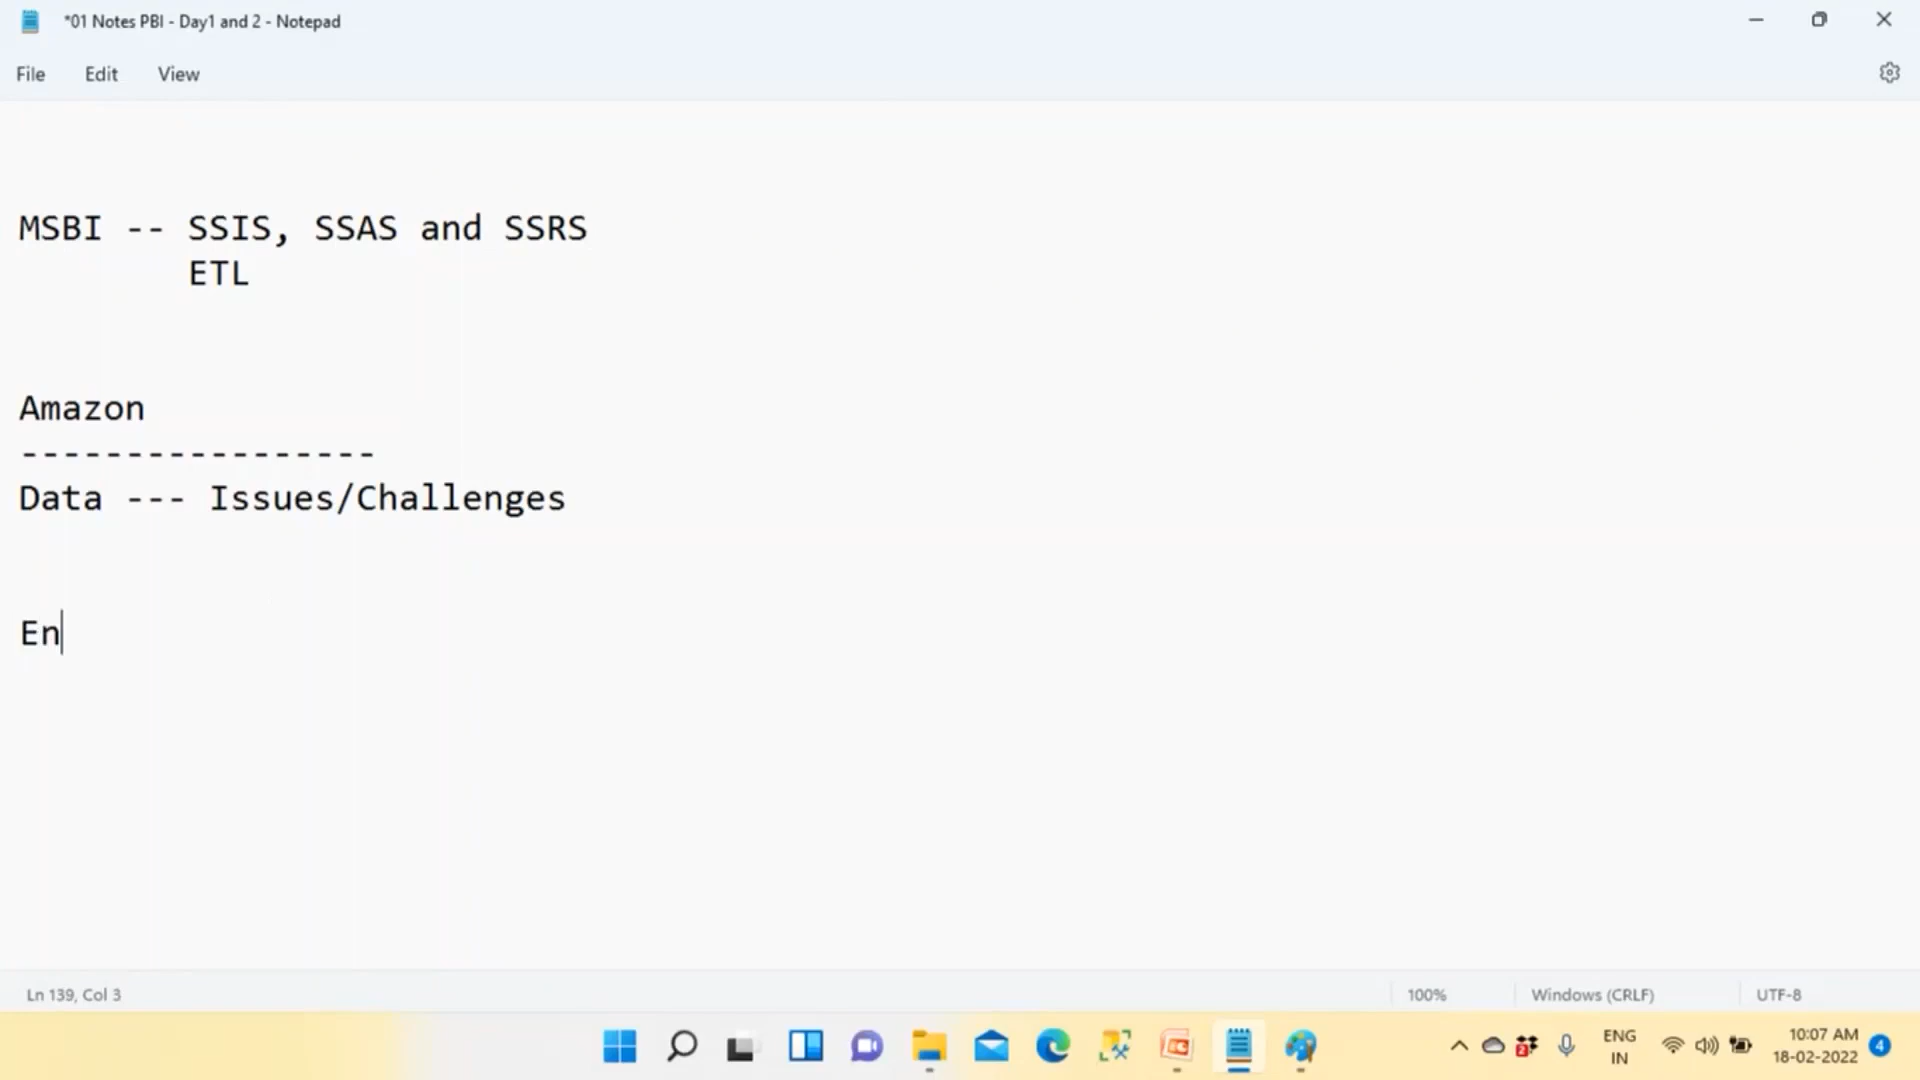 *01 Notes PBI - Day1 and 2 - Notepad
File Edit View
MSBI -- SSIS, SSAS and SSRS
ETL
Amazon
-----------------
Data --- Issues/Challenges
En
Ln 139, Col 3 100% Windows (CRLF) UTF-8
ENG
IN
10:07 AM
18-02-2022
4
2